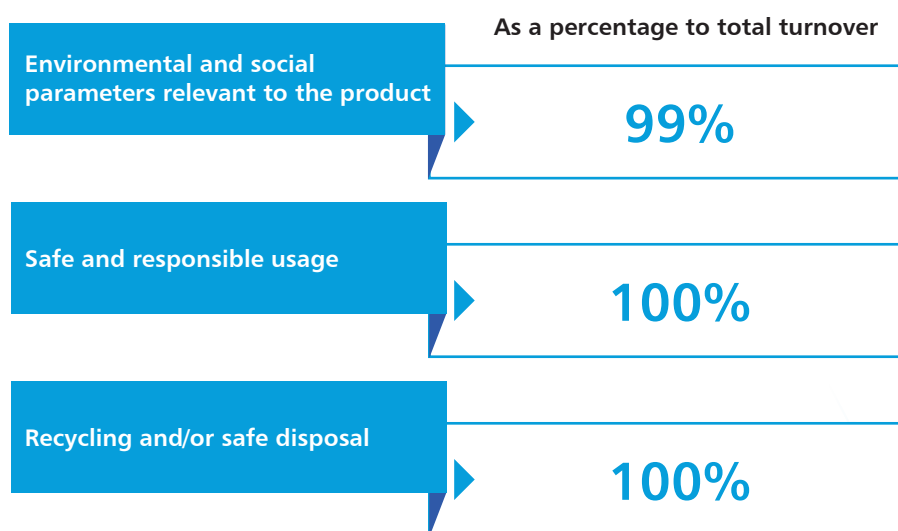 As a percentage to total turnover
Environmental and social
parameters relevant to the product
99%
Safe and responsible usage
100%
Recycling and/or safe disposal
100%